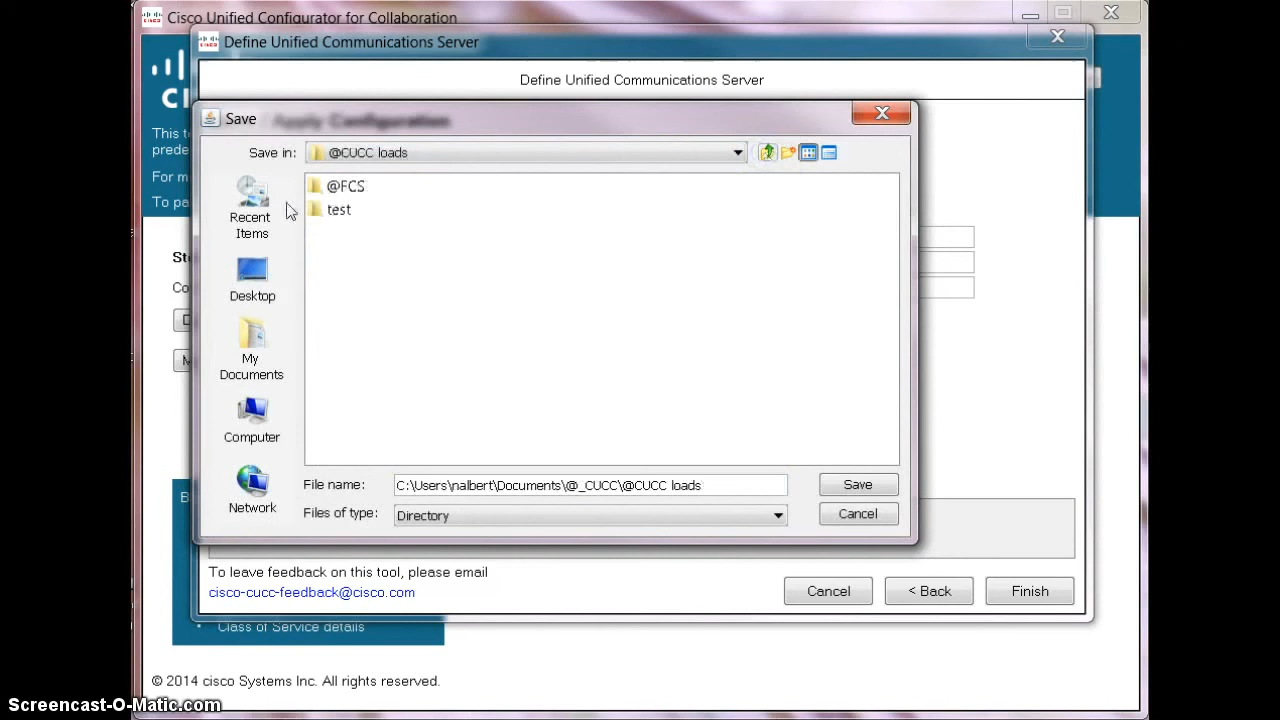 Cisco Unified Configurator for Collaboration
Define Unified Communications Server
Define Unified Communications Server
Save
Apply Configuration
This t
prede
For m
To pa
Save in:
@CUCC loads
@FCS
test
Recent
Items
Desktop
My
Documents
Computer
Network
File name:
C:\Users\nalbert\Documents\@_CUCC\@CUCC loads
Save
Files of type:
Directory
Cancel
To leave feedback on this tool, please email
cisco-cucc-feedback@cisco.com
Cancel
< Back
Finish
• Class of Service details
© 2014 cisco Systems Inc. All rights reserved.
Screencast-O-Matic.com